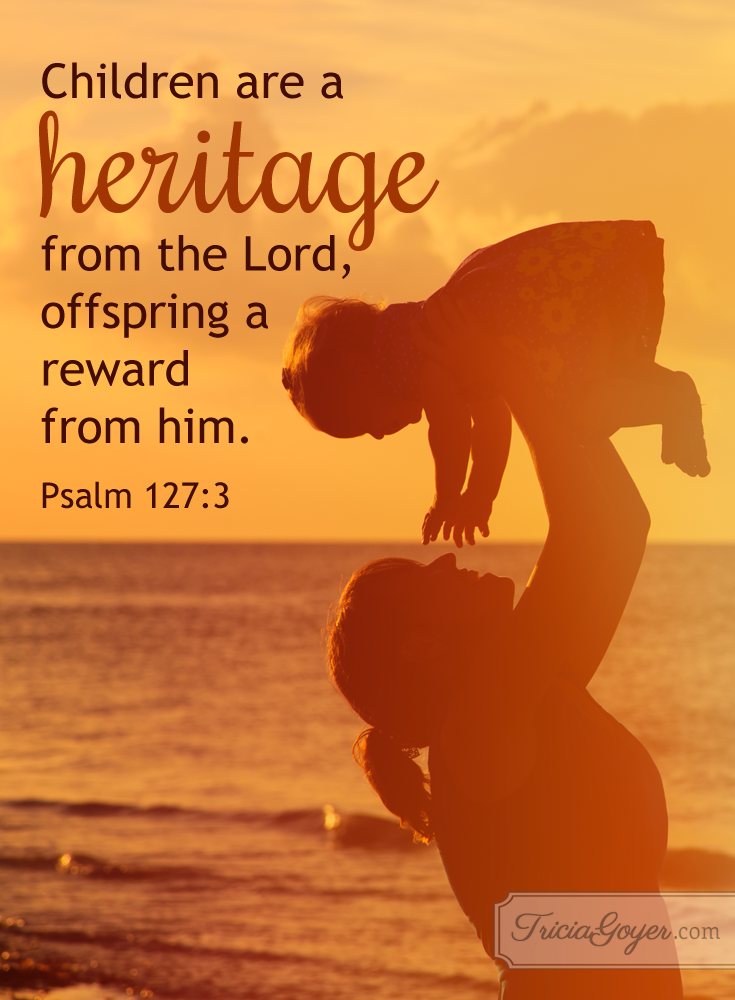 Children are a
heritage
from the Lord,
offspring a
reward
from him.
Psalm 127:3
TriciaGoyer.com